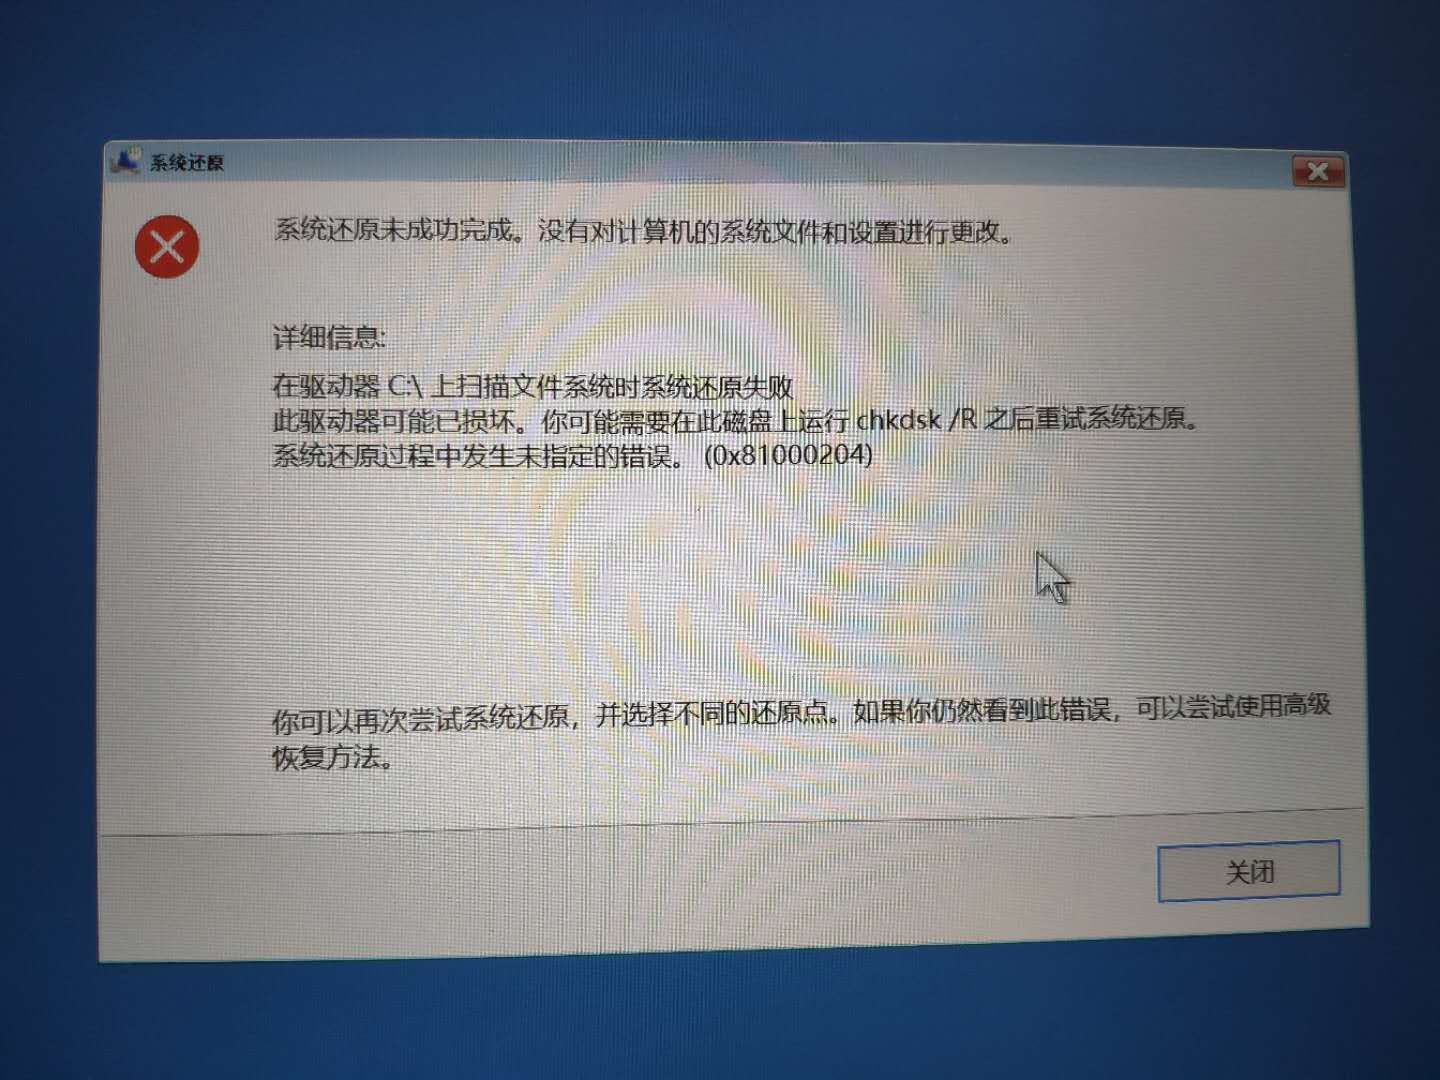 系统还原
系统还原未成功完成。没有对计算机的系统文件和设置进行更改。
详细信息:
在驱动器 C:\ 上扫描文件系统时系统还原失败
此驱动器可能已损坏。你可能需要在此磁盘上运行 chkdsk /R 之后重试系统还原。
系统还原过程中发生未指定的错误。 (0x81000204)
你可以再次尝试系统还原，并选择不同的还原点。如果你仍然看到此错误，可以尝试使用高级
恢复方法。
关闭